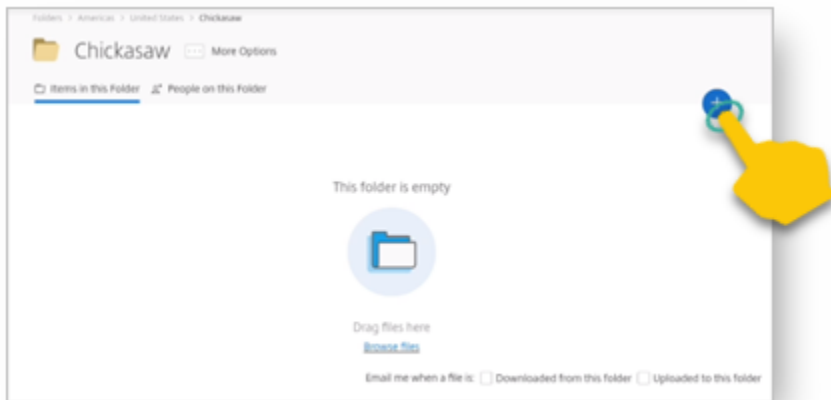 Folders > Americas > United States > Chickasaw
Chickasaw ··· More Options
Items in this Folder People on this Folder
+
This folder is empty
Drag files here
Browse files
Email me when a file is: Downloaded from this folder Uploaded to this folder